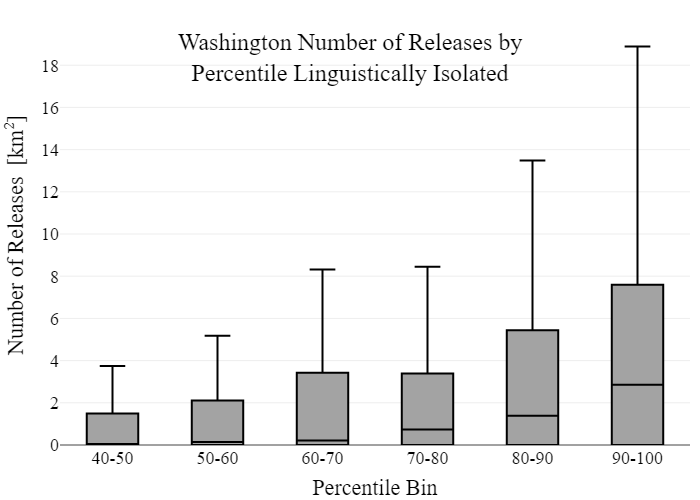 Washington Number of Releases by
Percentile Linguistically Isolated
Number of Releases [km²]
18
16
14
12
10
8
6
4
2
0
40-50 50-60 60-70 70-80 80-90 90-100
Percentile Bin